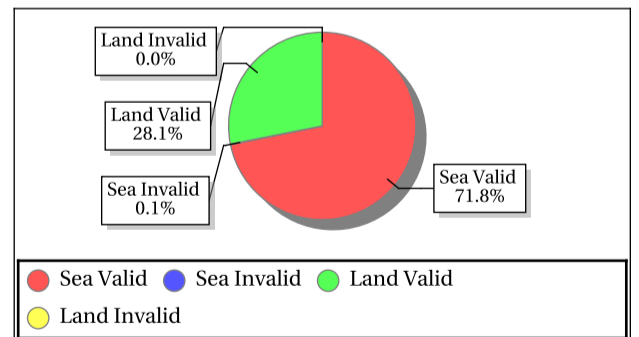 Land Invalid
0.0%
Land Valid
28.1%
Sea Invalid
0.1%
Sea Valid
71.8%
Sea Valid Sea Invalid Land Valid
Land Invalid